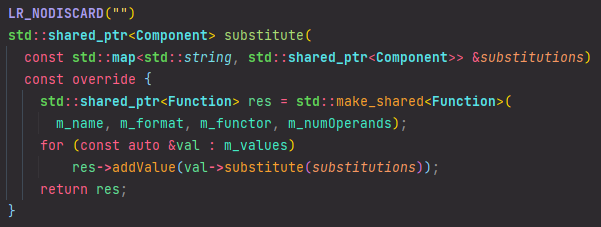 LR_NODISCARD("")
std::shared_ptr<Component> substitute(
  const std::map<std::string, std::shared_ptr<Component>> &substitutions)
  const override {
    std::shared_ptr<Function> res = std::make_shared<Function>(
      m_name, m_format, m_functor, m_numOperands);
    for (const auto &val : m_values)
        res->addValue(val->substitute(substitutions));
    return res;
}